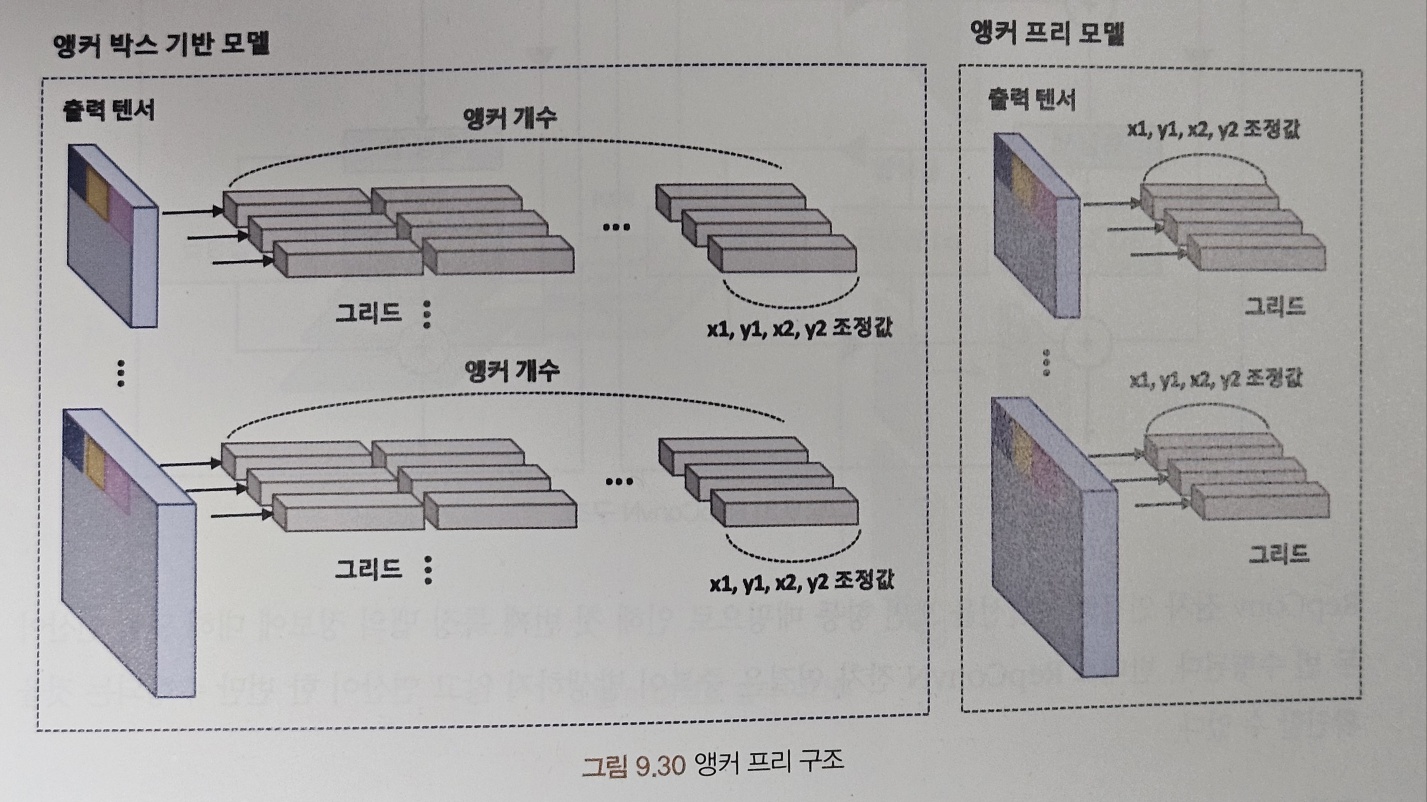 앵커 박스 기반 모델
출력 텐서
앵커 개수
...
그리드
x1, y1, x2, y2 조정값
앵커 개수
...
그리드
x1, y1, x2, y2 조정값
앵커 프리 모델
출력 텐서
x1, y1, x2, y2 조정값
그리드
x1, y1, x2, y2 조정값
그리드
그림 9.30 앵커 프리 구조